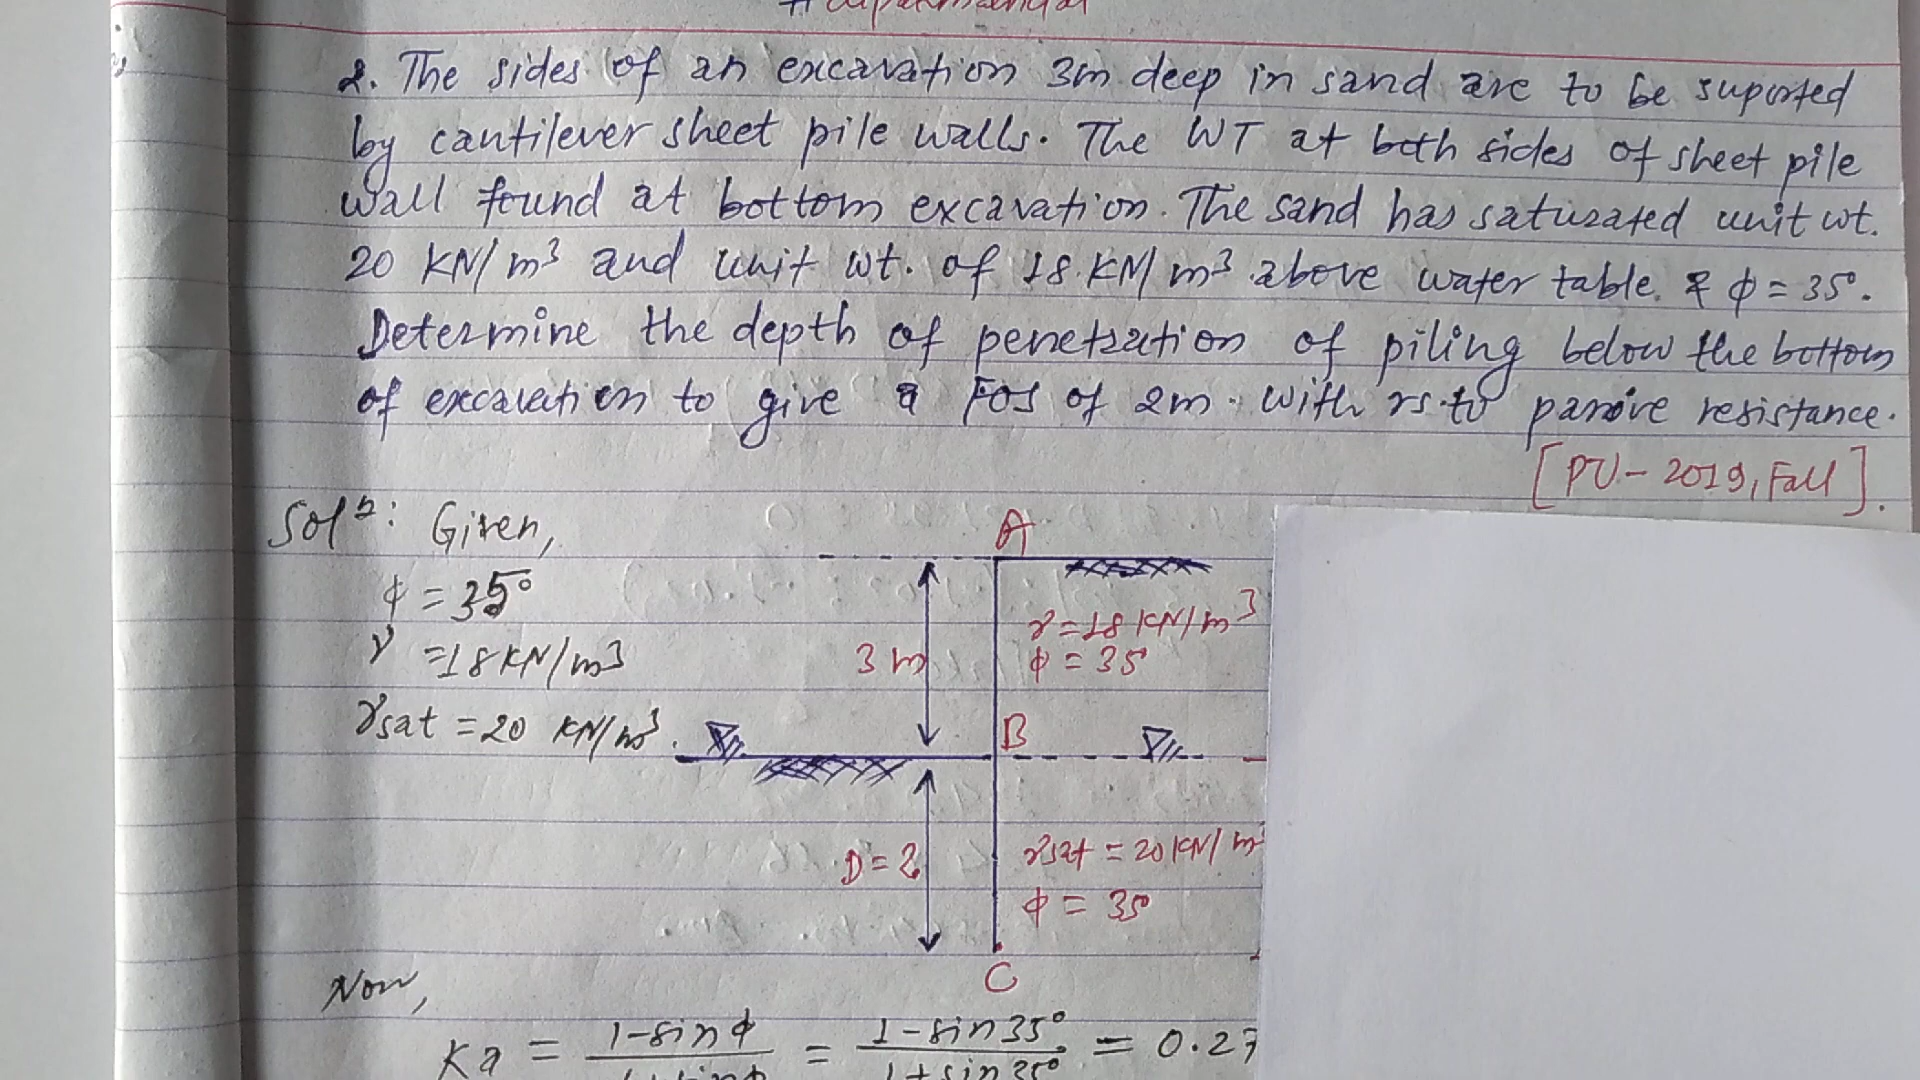 2. The sides of an excavation 3m deep in sand are to be suported
by cantilever sheet pile walls. The WT at both sides of sheet pile
wall found at bottom excavation. The sand has saturated unit wt.
20 KN/m³ and unit wt. of 18 KN/m³ above water table. & ϕ = 35°.
Determine the depth of penetration of piling below the bottom
of excavation to give a FOS of 2m. with rs. to passive resistance.
[PU - 2019, Fall].
Solⁿ: Given,
ϕ = 35°
γ = 18 KN/m³
γsat = 20 KN/m³.
A
3 m
γ = 18 KN/m³
ϕ = 35°
B
D = ?
γsat = 20 KN/m³
ϕ = 35°
C
Now,
Ka = 1-sinϕ / 1+sinϕ = 1-sin35° / 1+sin35° = 0.27